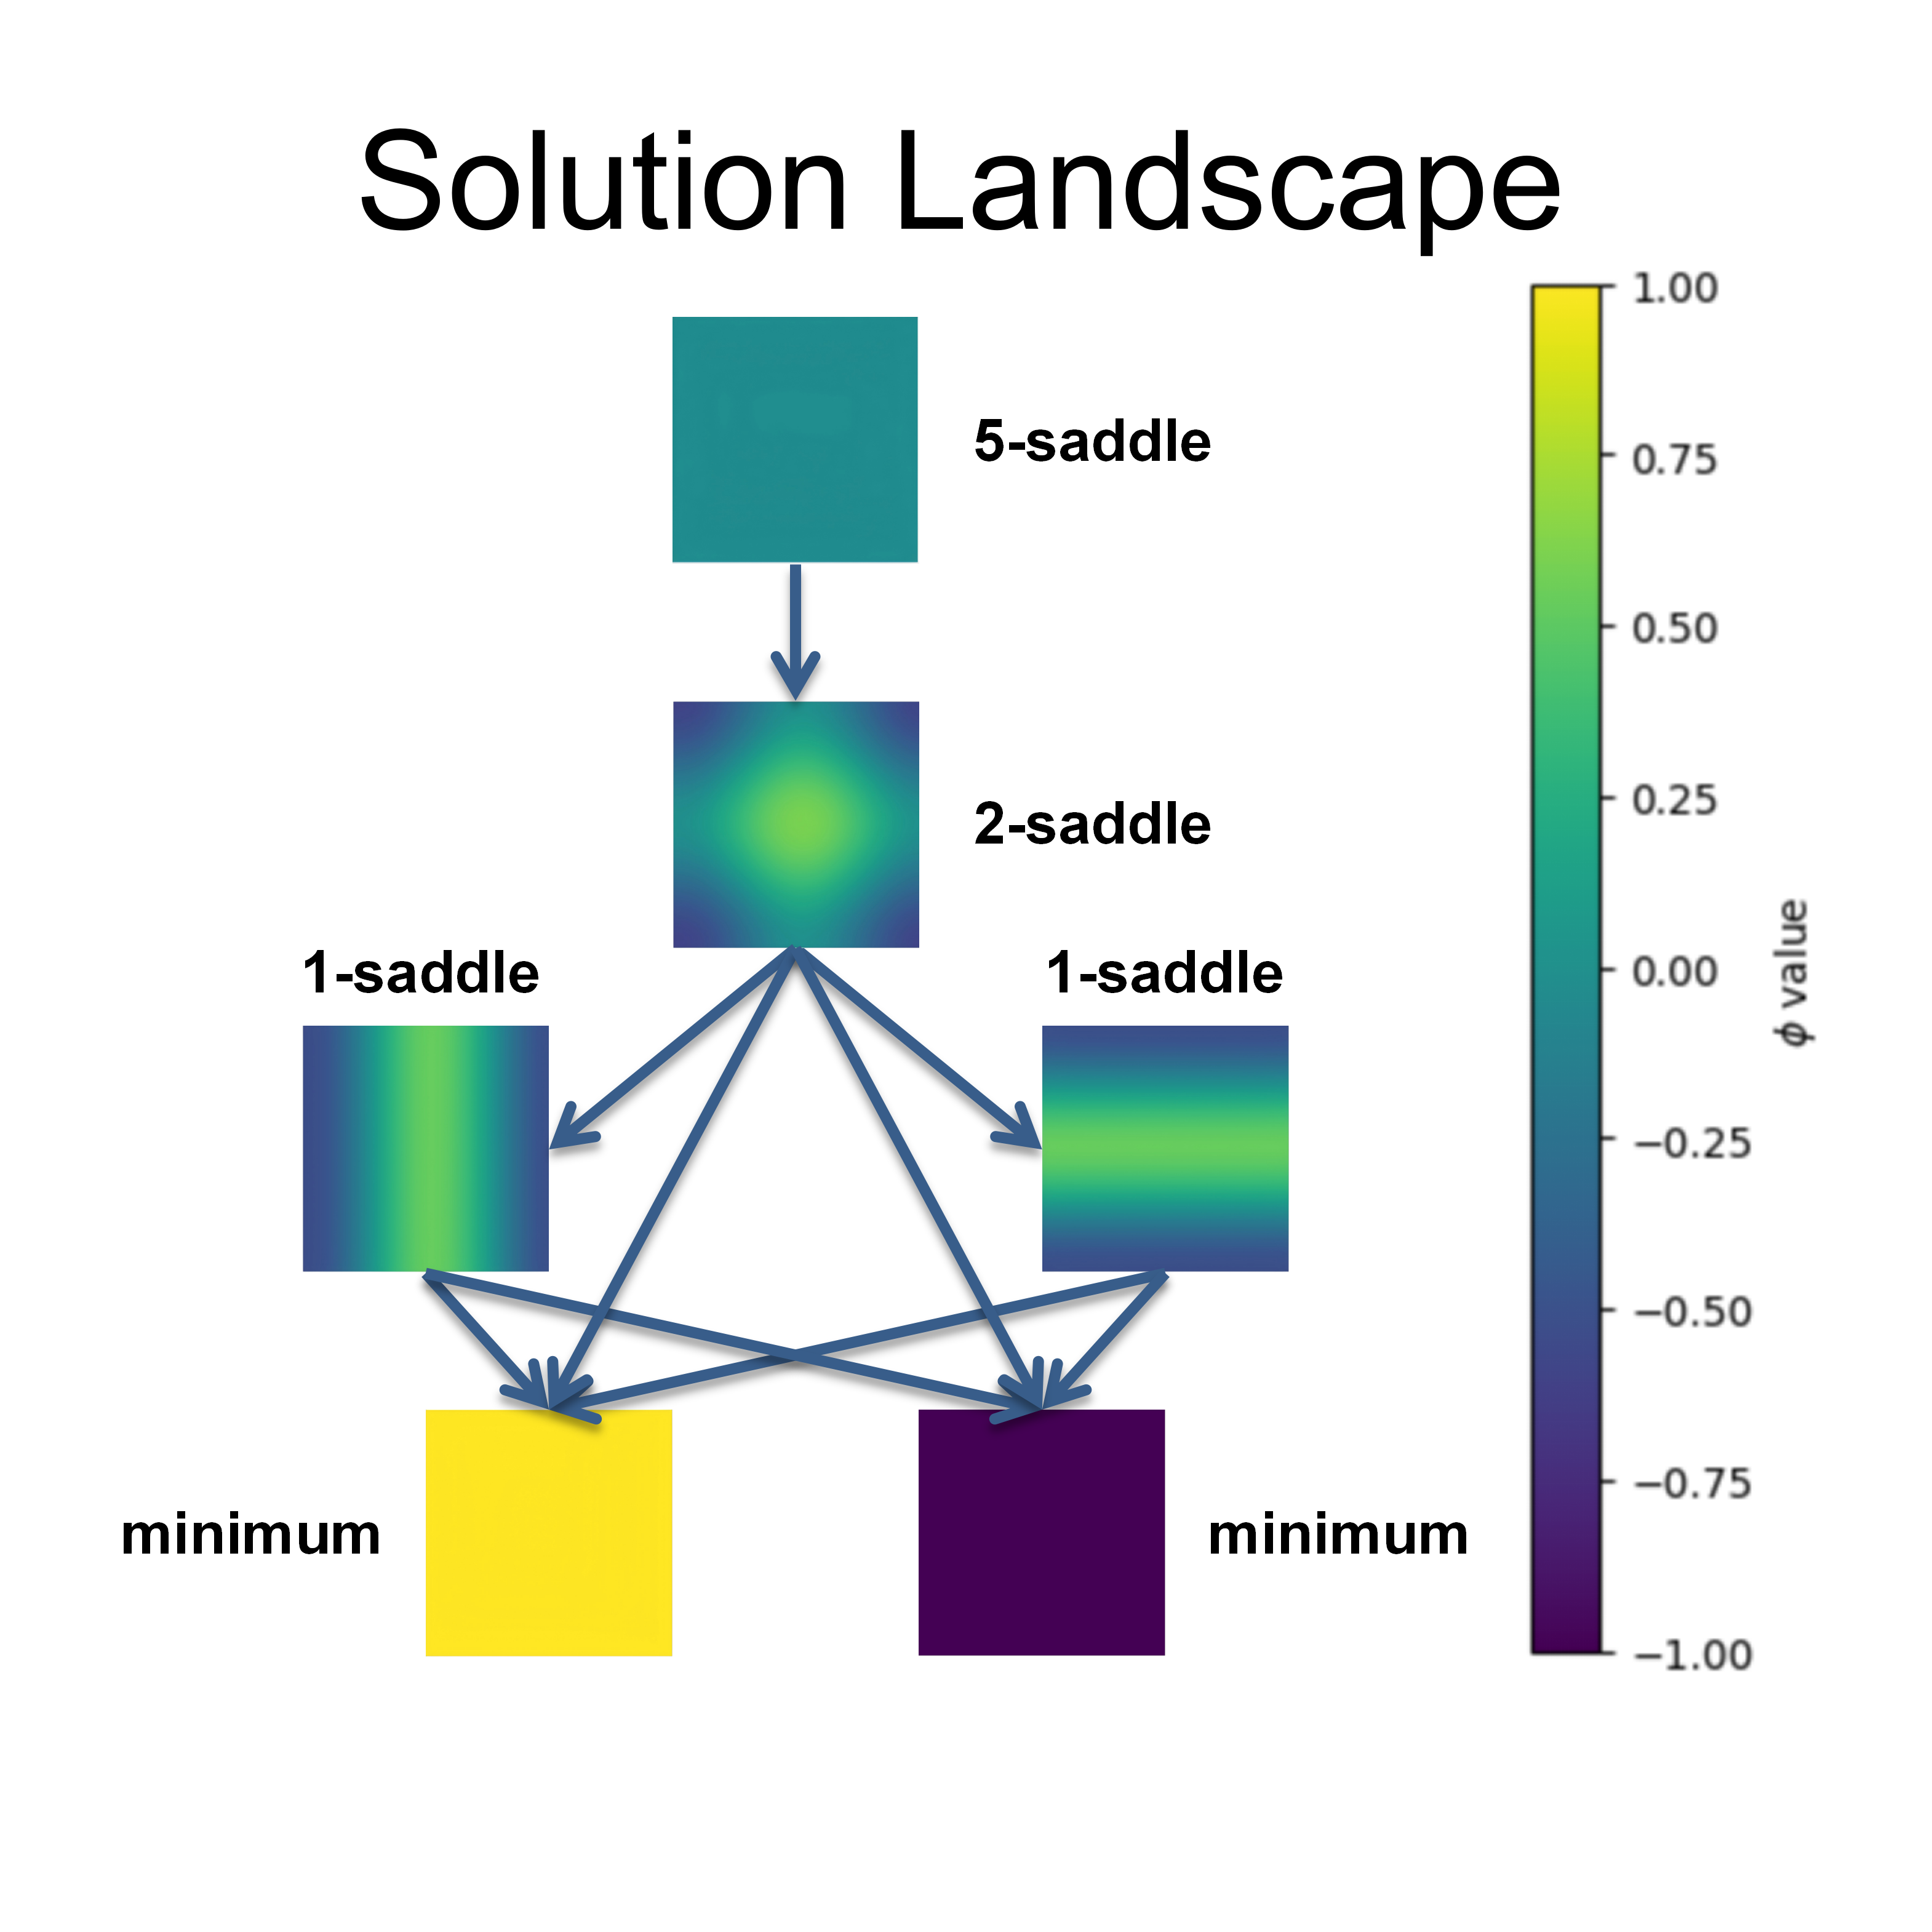 Solution Landscape
5-saddle
2-saddle
1-saddle
1-saddle
minimum
minimum
1.00
0.75
0.50
0.25
0.00
−0.25
−0.50
−0.75
−1.00
ϕ value